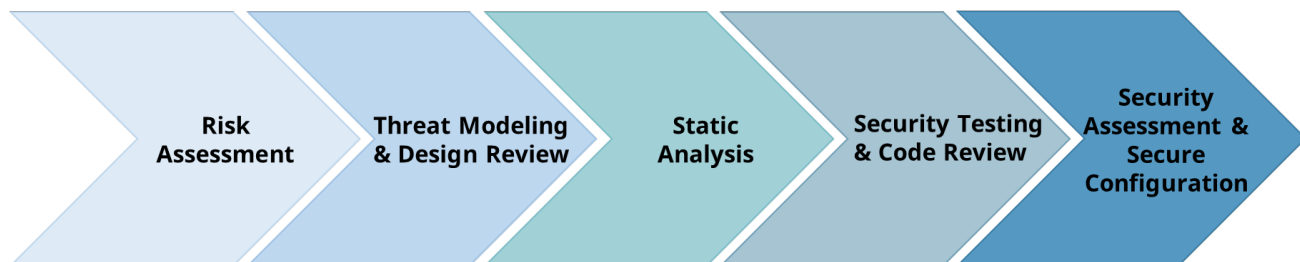 Risk
Assessment
Threat Modeling
& Design Review
Static
Analysis
Security Testing
& Code Review
Security
Assessment &
Secure
Configuration